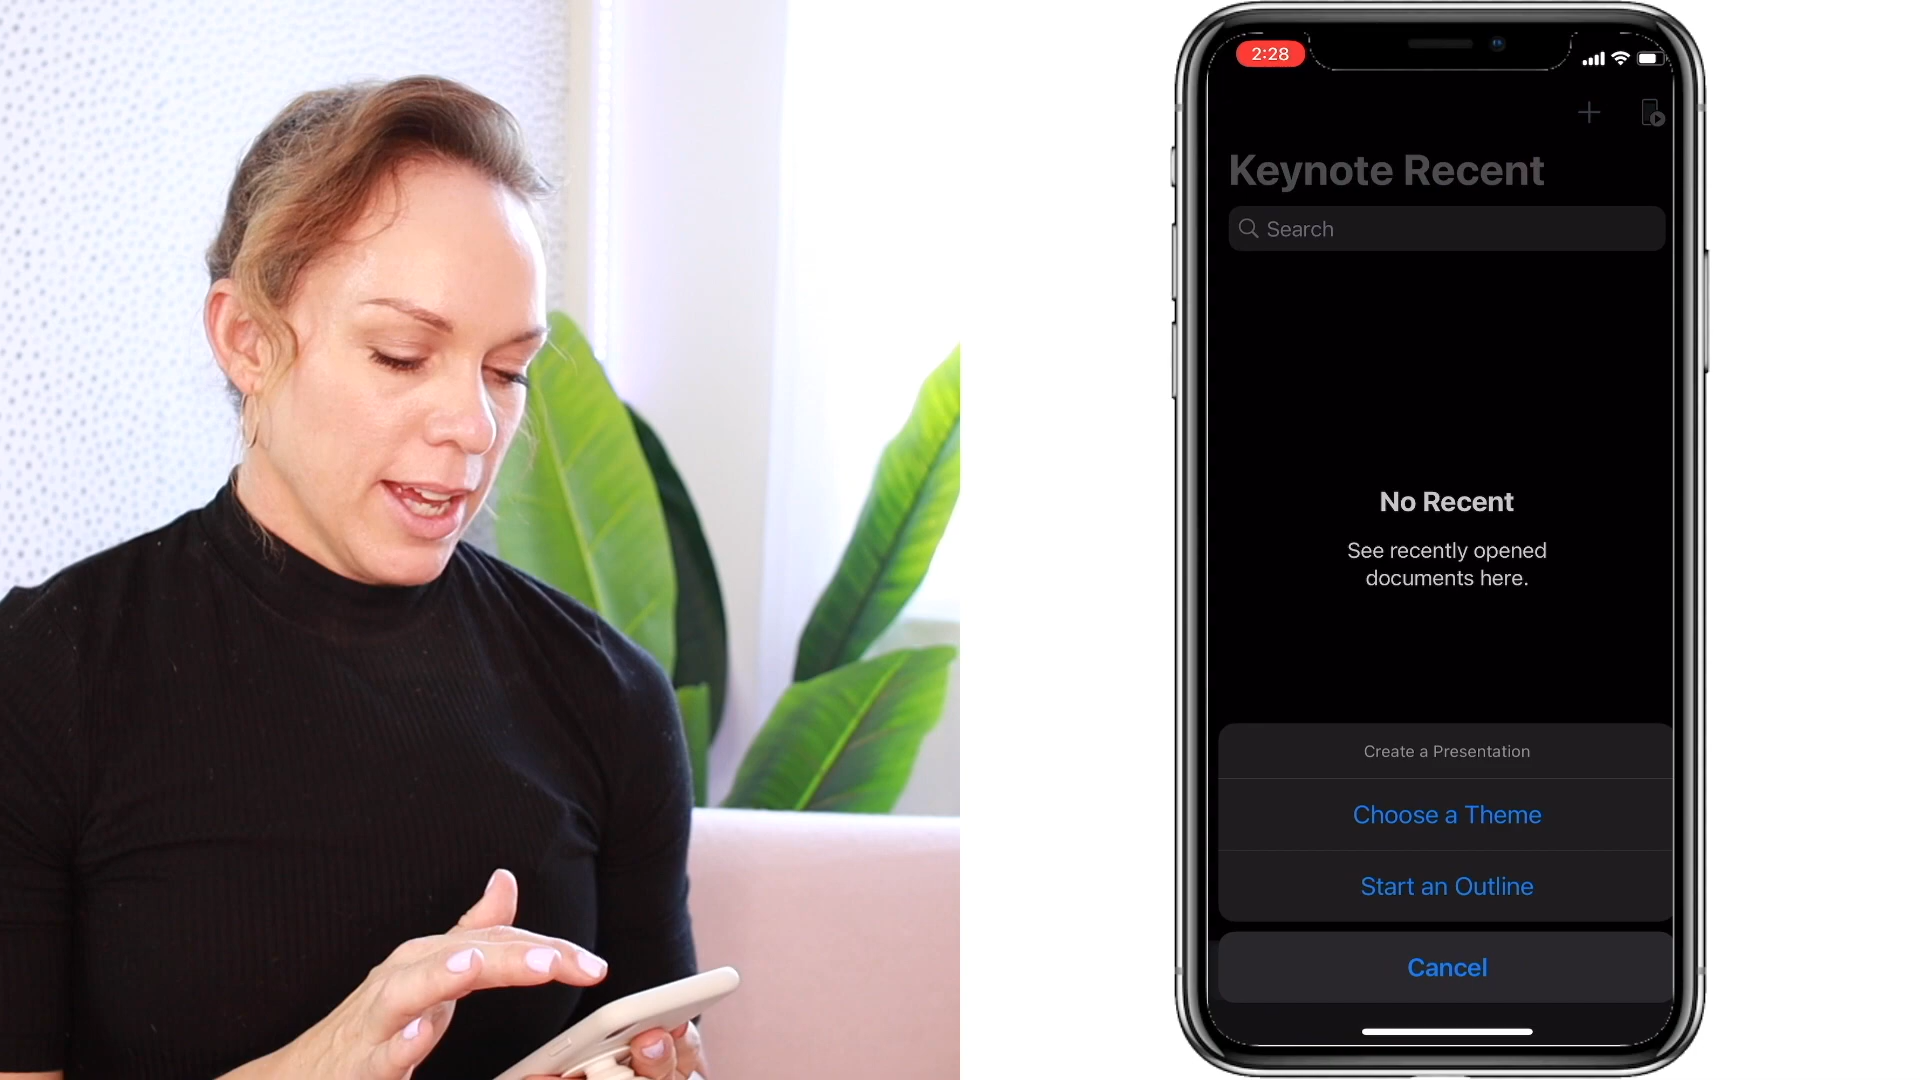 2:28
Keynote Recent
Search
No Recent
See recently opened
documents here.
Create a Presentation
Choose a Theme
Start an Outline
Cancel